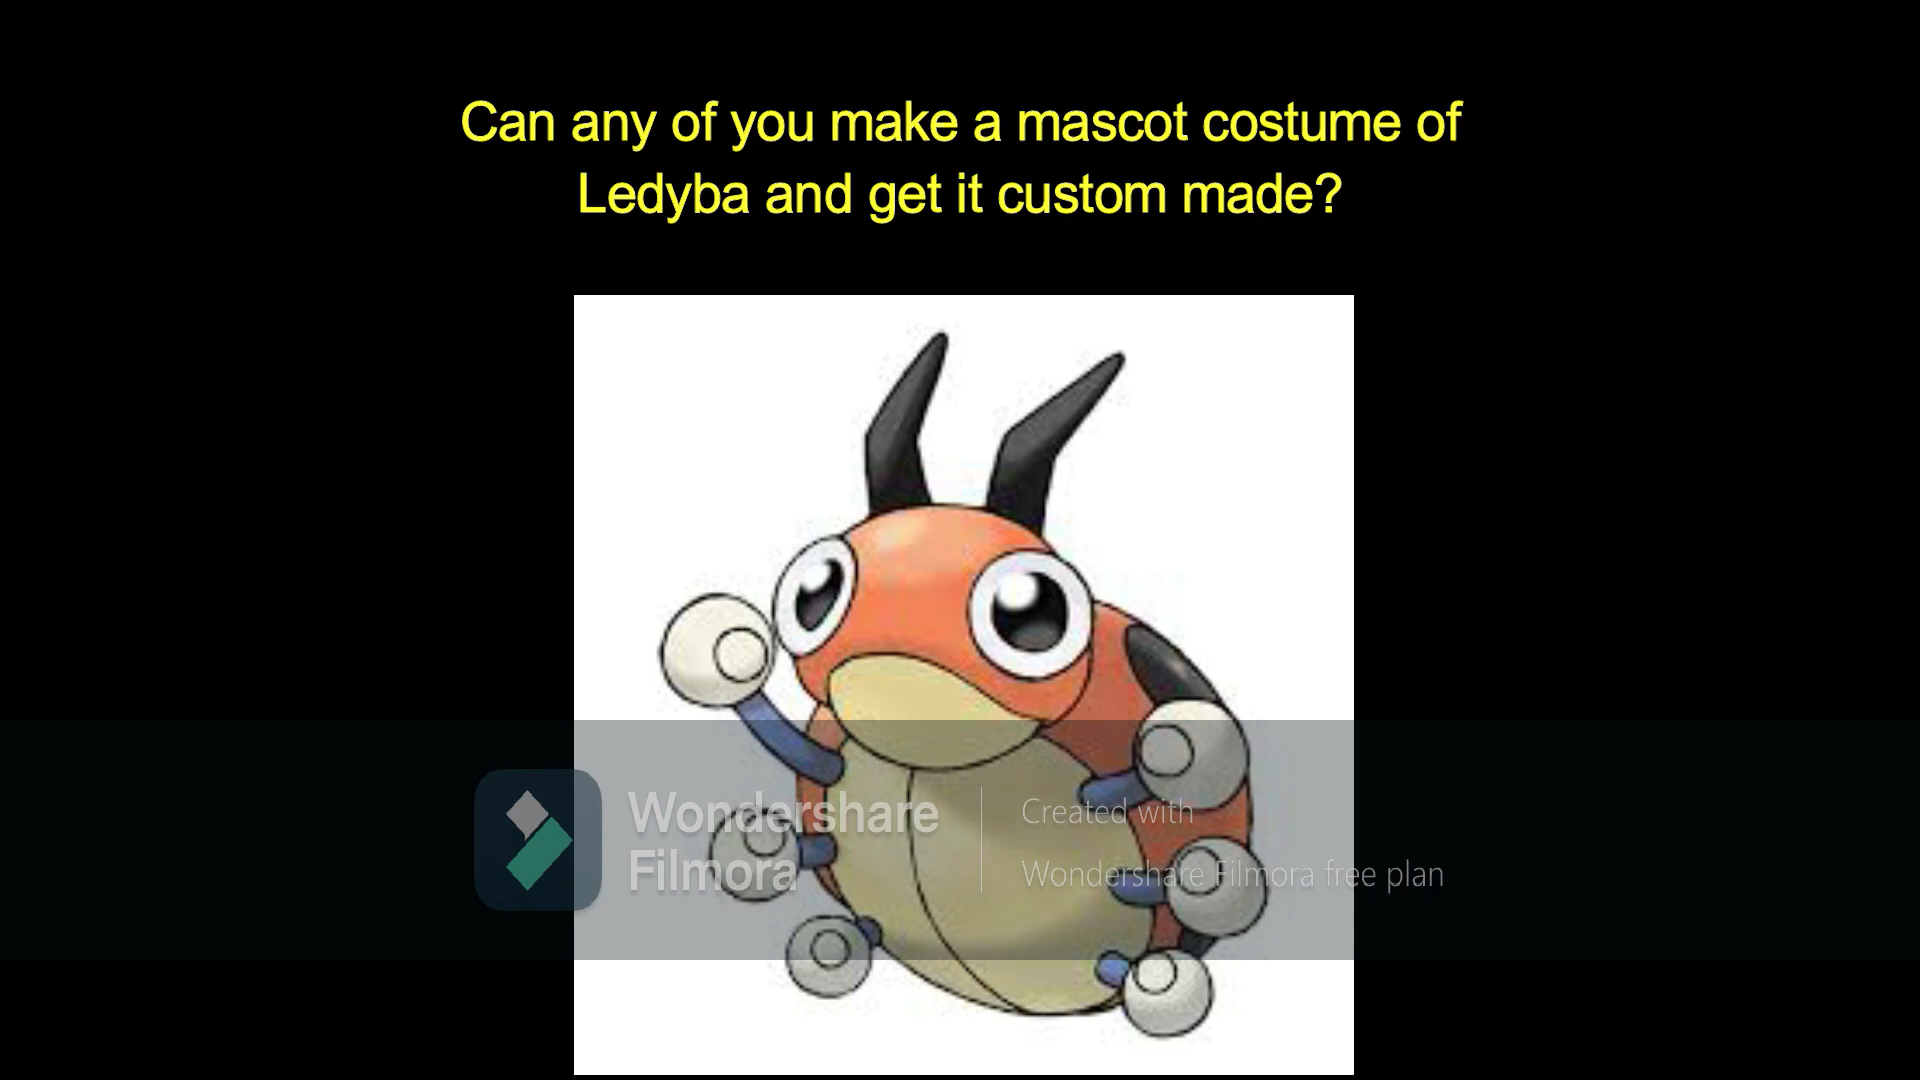 Can any of you make a mascot costume of
Ledyba and get it custom made?
Wondershare
Filmora
Created with
Wondershare Filmora free plan